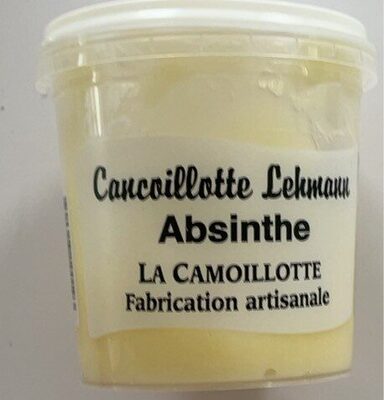 Cancoillotte Lehmann
Absinthe
LA CAMOILLOTTE
Fabrication artisanale